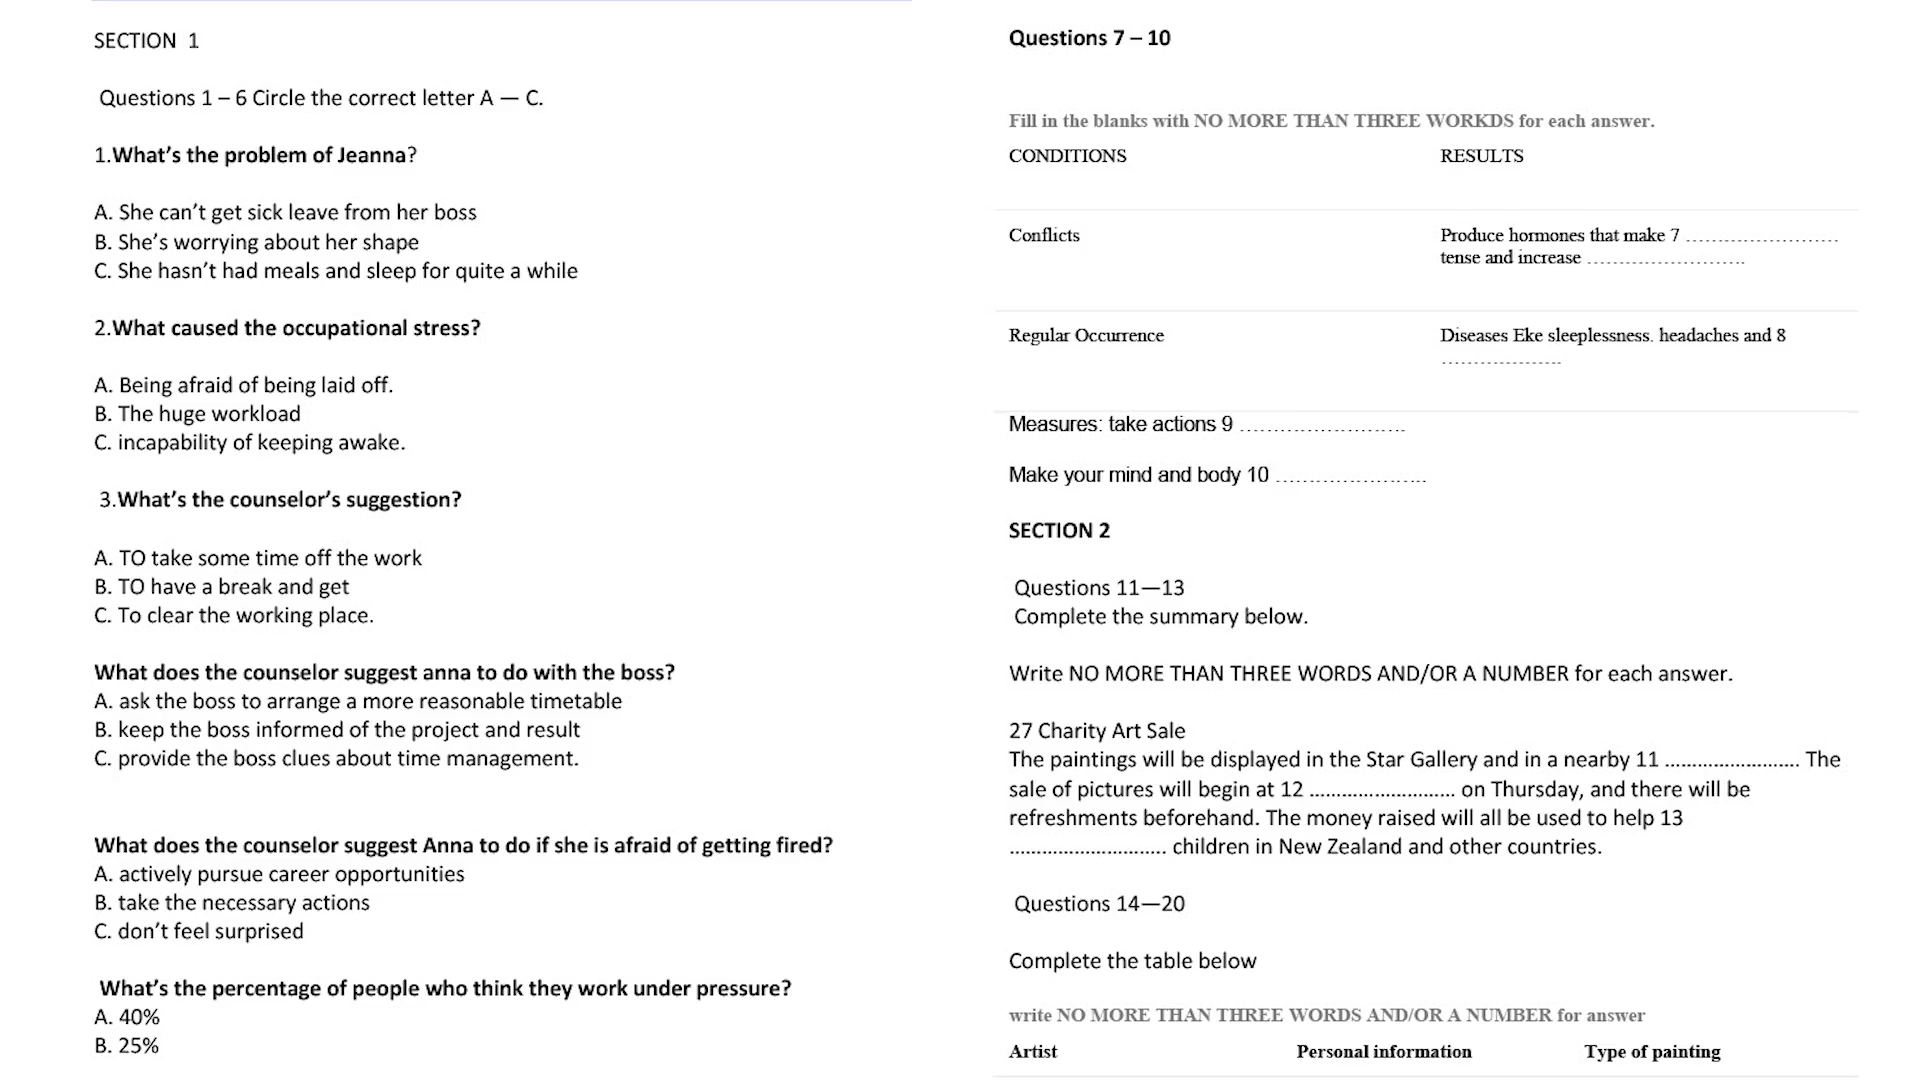 SECTION 1
Questions 1 – 6 Circle the correct letter A — C.
1.What's the problem of Jeanna?
A. She can't get sick leave from her boss
B. She's worrying about her shape
C. She hasn't had meals and sleep for quite a while
2.What caused the occupational stress?
A. Being afraid of being laid off.
B. The huge workload
C. incapability of keeping awake.
3.What's the counselor's suggestion?
A. TO take some time off the work
B. TO have a break and get
C. To clear the working place.
What does the counselor suggest anna to do with the boss?
A. ask the boss to arrange a more reasonable timetable
B. keep the boss informed of the project and result
C. provide the boss clues about time management.
What does the counselor suggest Anna to do if she is afraid of getting fired?
A. actively pursue career opportunities
B. take the necessary actions
C. don't feel surprised
What's the percentage of people who think they work under pressure?
A. 40%
B. 25%
Questions 7 – 10
Fill in the blanks with NO MORE THAN THREE WORKDS for each answer.
CONDITIONS RESULTS
Conflicts Produce hormones that make 7 ……………………
tense and increase …………………….
Regular Occurrence Diseases Eke sleeplessness. headaches and 8
……………….
Measures: take actions 9 …………………….
Make your mind and body 10 …………………..
SECTION 2
Questions 11—13
Complete the summary below.
Write NO MORE THAN THREE WORDS AND/OR A NUMBER for each answer.
27 Charity Art Sale
The paintings will be displayed in the Star Gallery and in a nearby 11 ......................... The
sale of pictures will begin at 12 ........................... on Thursday, and there will be
refreshments beforehand. The money raised will all be used to help 13
............................. children in New Zealand and other countries.
Questions 14—20
Complete the table below
write NO MORE THAN THREE WORDS AND/OR A NUMBER for answer
Artist Personal information Type of painting